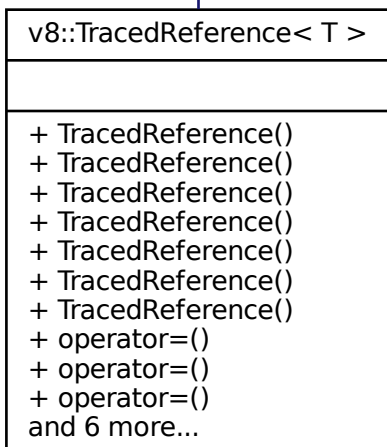 v8::TracedReference< T >
+ TracedReference()
+ TracedReference()
+ TracedReference()
+ TracedReference()
+ TracedReference()
+ TracedReference()
+ TracedReference()
+ operator=()
+ operator=()
+ operator=()
and 6 more...